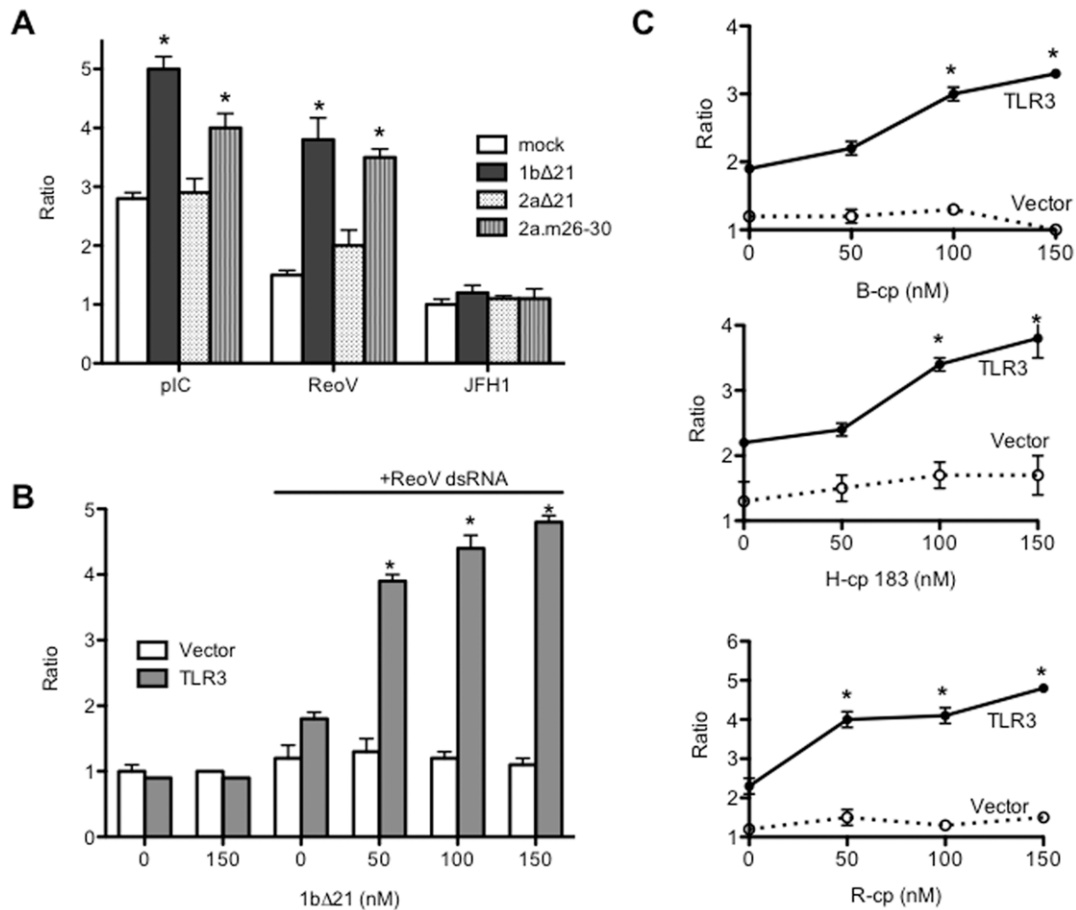 A
Ratio
5
4
3
2
1
0
*
*
*
*
mock
1bΔ21
2aΔ21
2a.m26-30
pIC
ReoV
JFH1
B
+ReoV dsRNA
Ratio
5
4
3
2
1
0
*
*
*
Vector
TLR3
0
150
0
50
100
150
1bΔ21 (nM)
C
Ratio
4
3
2
1
*
*
TLR3
Vector
0
50
100
150
B-cp (nM)
Ratio
4
3
2
1
*
*
TLR3
Vector
0
50
100
150
H-cp 183 (nM)
Ratio
6
5
4
3
2
1
*
*
*
TLR3
Vector
0
50
100
150
R-cp (nM)